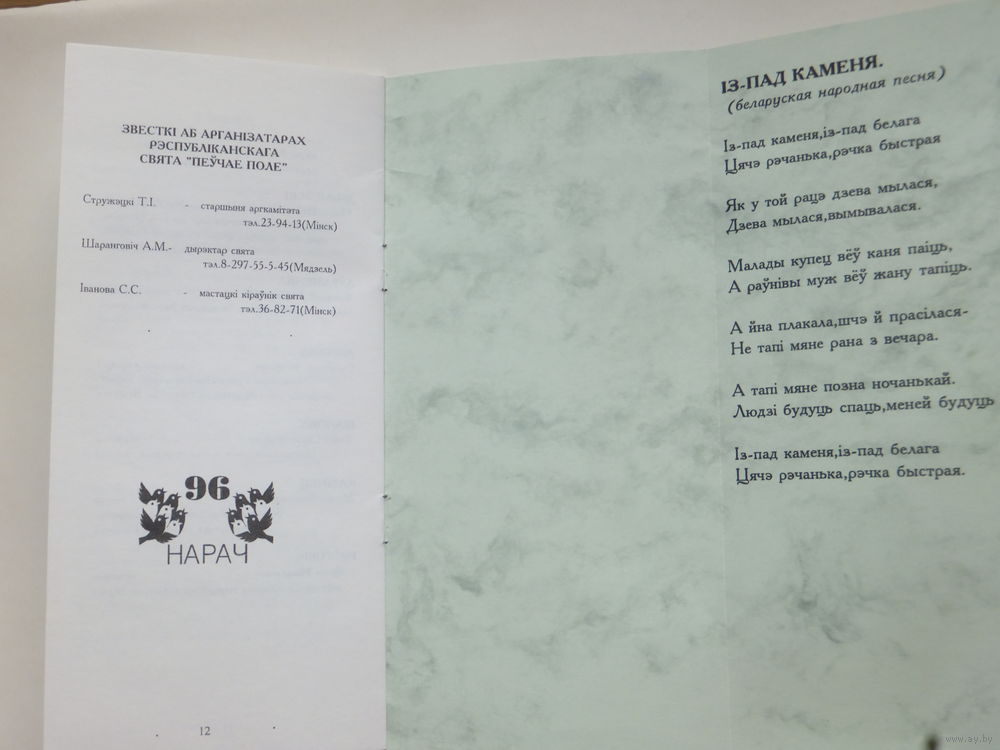 ЗВЕСТКІ АБ АРГАНІЗАТАРАХ
РЭСПУБЛІКАНСКАГА
СВЯТА "ПЕЎЧАЕ ПОЛЕ"
Стружэцкі Т.І. - старшыня аргкамітэта
тэл.23-94-13(Мінск)
Шаранговіч А.М.- дырэктар свята
тэл.8-297-55-5-45(Мядзель)
Іванова С.С. - мастацкі кіраўнік свята
тэл.36-82-71(Мінск)
96
НАРАЧ
12
ІЗ-ПАД КАМЕНЯ.
(беларуская народная песня)
Із-пад каменя,із-пад белага
Цячэ рэчанька,рэчка быстрая
Як у той рацэ дзева мылася,
Дзева мылася,вымывалася.
Малады купец вёў каня паіць,
А раўнівы муж вёў жану тапіць.
А йна плакала,шчэ й прасілася-
Не тапі мяне рана з вечара.
А тапі мяне позна ночанькай.
Людзі будуць спаць,меней будуць
Із-пад каменя,із-пад белага
Цячэ рэчанька,рэчка быстрая.
www.ay.by